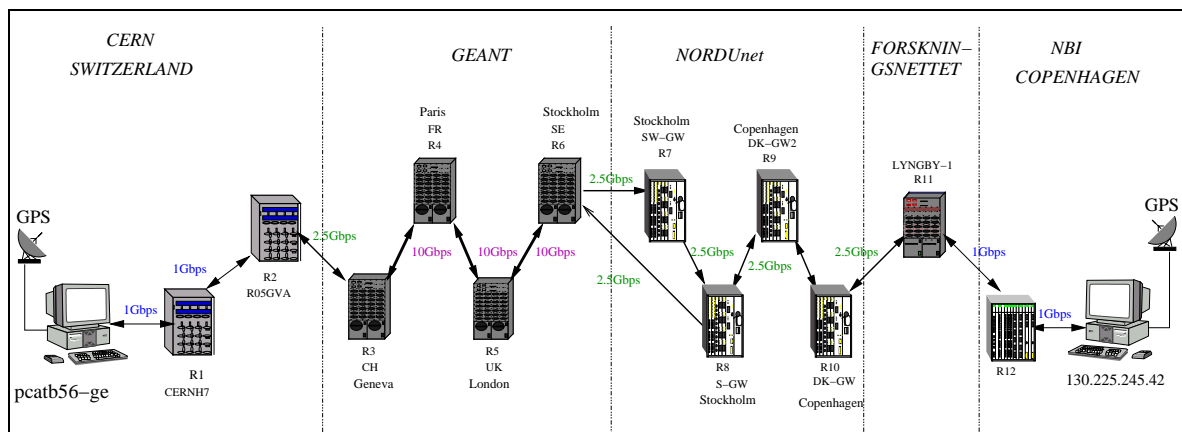 CERN
SWITZERLAND
GEANT
NORDUnet
FORSKNIN–
GSNETTET
NBI
COPENHAGEN
GPS
pcatb56–ge
1Gbps
R1
CERNH7
1Gbps
R2
R05GVA
2.5Gbps
R3
CH
Geneva
10Gbps
Paris
FR
R4
10Gbps
R5
UK
London
10Gbps
Stockholm
SE
R6
2.5Gbps
2.5Gbps
Stockholm
SW–GW
R7
2.5Gbps
R8
S–GW
Stockholm
2.5Gbps
Copenhagen
DK–GW2
R9
R10
DK–GW
Copenhagen
2.5Gbps
LYNGBY–1
R11
1Gbps
R12
1Gbps
GPS
130.225.245.42